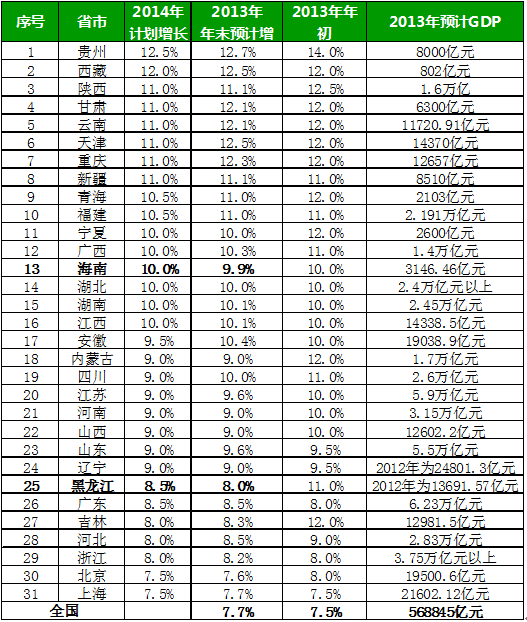 序号 省市 2014年计划增长 2013年年末预计增 2013年年初 2013年预计GDP
1 贵州 12.5% 12.7% 14.0% 8000亿元
2 西藏 12.0% 12.5% 12.5% 802亿元
3 陕西 11.0% 11.1% 12.5% 1.6万亿
4 甘肃 11.0% 12.1% 12.0% 6300亿元
5 云南 11.0% 12.1% 12.0% 11720.91亿元
6 天津 11.0% 12.5% 12.0% 14370亿元
7 重庆 11.0% 12.3% 12.0% 12657亿元
8 新疆 11.0% 11.1% 11.0% 8510亿元
9 青海 10.5% 11.0% 12.0% 2103亿元
10 福建 10.5% 11.0% 11.0% 2.191万亿元
11 宁夏 10.0% 10.0% 12.0% 2600亿元
12 广西 10.0% 10.3% 11.0% 1.4万亿元
13 海南 10.0% 9.9% 10.0% 3146.46亿元
14 湖北 10.0% 10.0% 10.0% 2.4万亿元以上
15 湖南 10.0% 10.1% 10.0% 2.45万亿元
16 江西 10.0% 10.1% 10.0% 14338.5亿元
17 安徽 9.5% 10.4% 10.0% 19038.9亿元
18 内蒙古 9.0% 9.0% 12.0% 1.7万亿元
19 四川 9.0% 10.0% 11.0% 2.6万亿元
20 江苏 9.0% 9.6% 10.0% 5.9万亿元
21 河南 9.0% 9.0% 10.0% 3.15万亿元
22 山西 9.0% 9.0% 10.0% 12602.2亿元
23 山东 9.0% 9.6% 9.5% 5.5万亿元
24 辽宁 9.0% 9.0% 9.5% 2012年为24801.3亿元
25 黑龙江 8.5% 8.0% 11.0% 2012年为13691.57亿元
26 广东 8.5% 8.5% 8.0% 6.23万亿元
27 吉林 8.0% 8.3% 12.0% 12981.5亿元
28 河北 8.0% 8.5% 9.0% 2.83万亿元
29 浙江 8.0% 8.2% 8.0% 3.75万亿元以上
30 北京 7.5% 7.6% 8.0% 19500.6亿元
31 上海 7.5% 7.7% 7.5% 21602.12亿元
全国 7.7% 7.5% 568845亿元